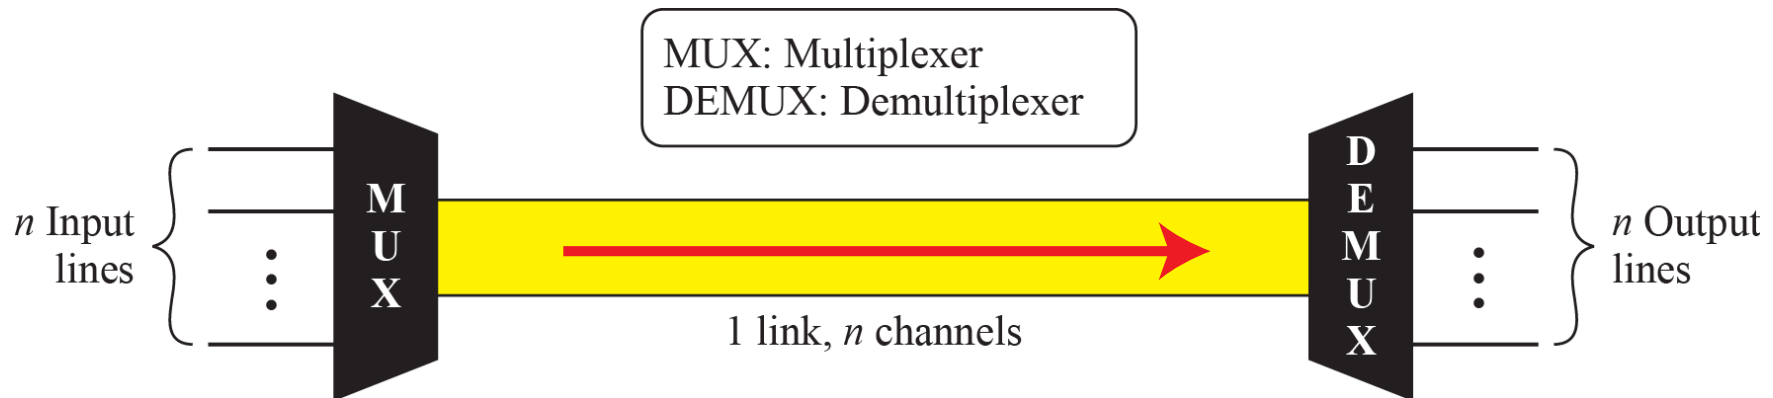 MUX: Multiplexer
DEMUX: Demultiplexer
n Input
lines
MUX
1 link, n channels
DEMUX
n Output
lines